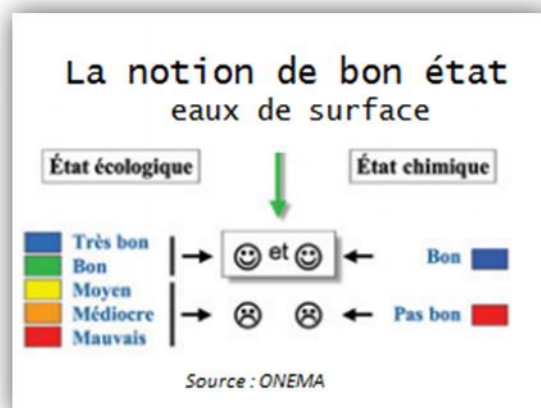 La notion de bon état
eaux de surface
État écologique
État chimique
Très bon
Bon
Moyen
Médiocre
Mauvais
et
Bon
Pas bon
Source : ONEMA